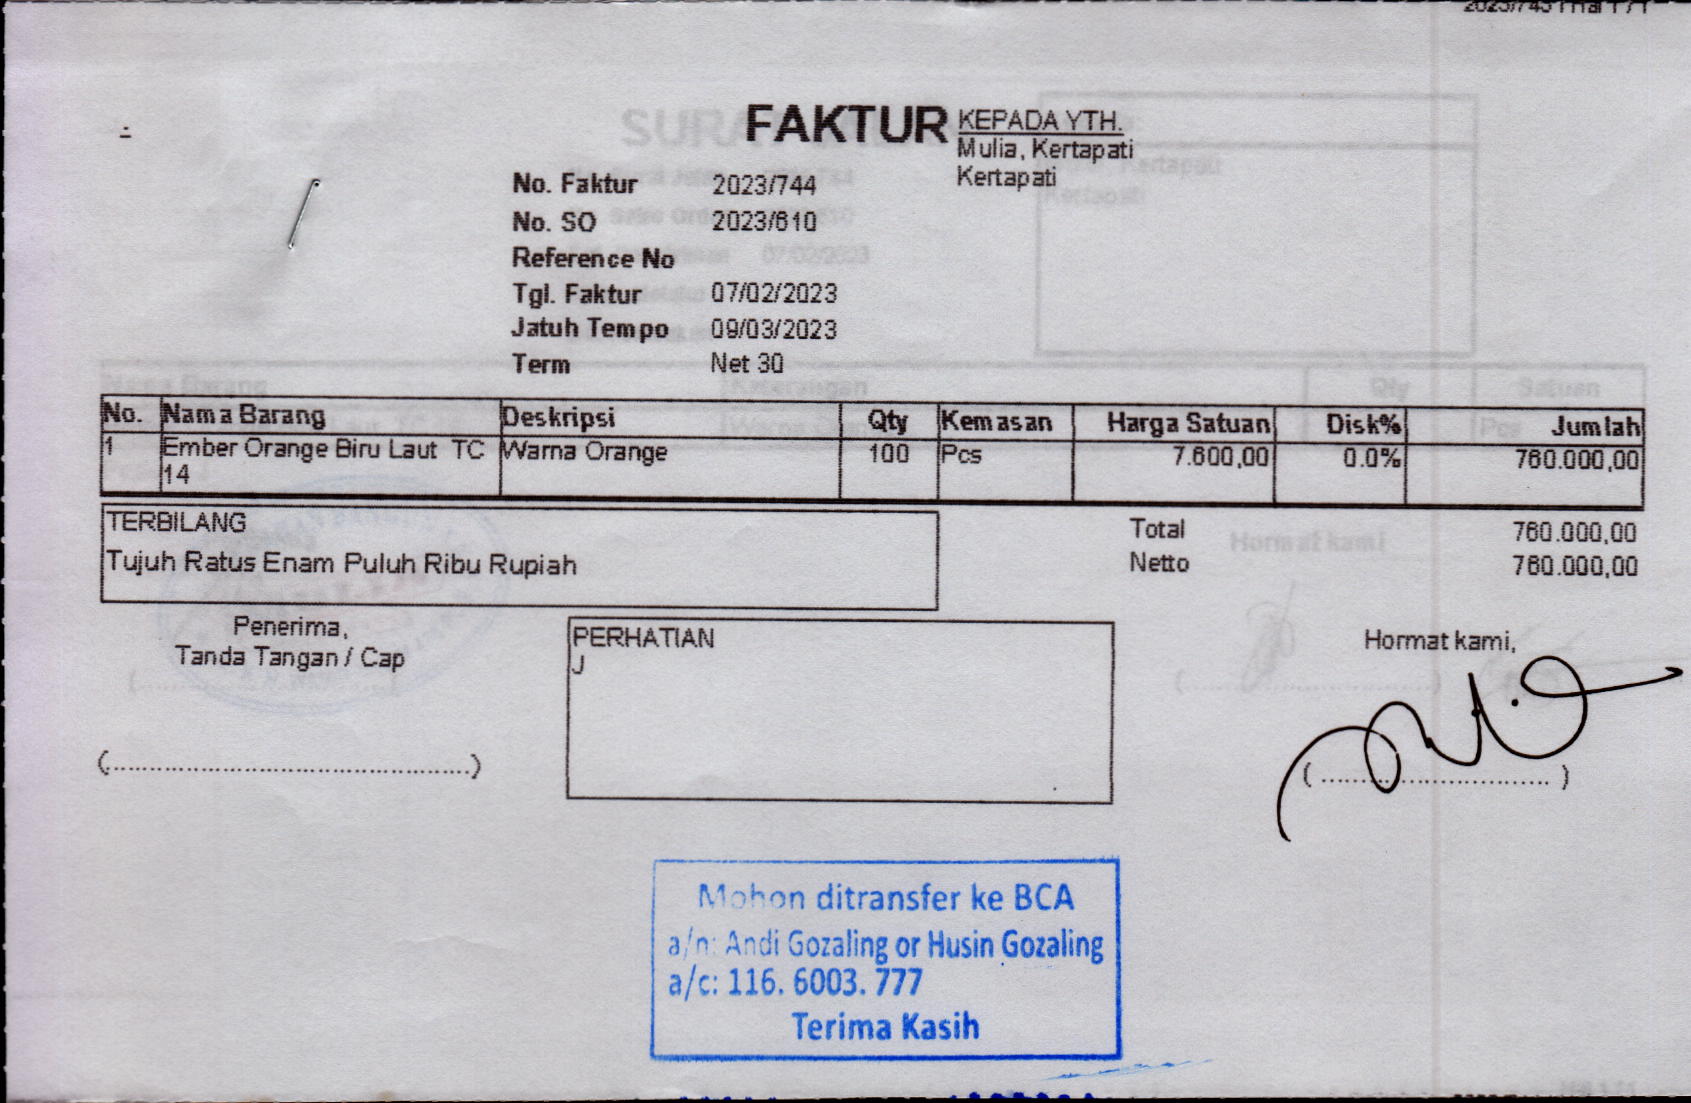 FAKTUR
KEPADA YTH.
Mulia, Kertapati
Kertapati
No. Faktur 2023/744
No. SO 2023/610
Reference No
Tgl. Faktur 07/02/2023
Jatuh Tempo 09/03/2023
Term Net 30
No. Nama Barang Deskripsi Qty Kemasan Harga Satuan Disk% Jumlah
1 Ember Orange Biru Laut TC Warna Orange 100 Pcs 7.600,00 0.0% 760.000,00
14
TERBILANG
Tujuh Ratus Enam Puluh Ribu Rupiah
Total 760.000,00
Netto 760.000,00
Penerima,
Tanda Tangan / Cap
(..........................................)
PERHATIAN
J
Hormat kami,
(..............................)
Mohon ditransfer ke BCA
a/n: Andi Gozaling or Husin Gozaling
a/c: 116. 6003. 777
Terima Kasih